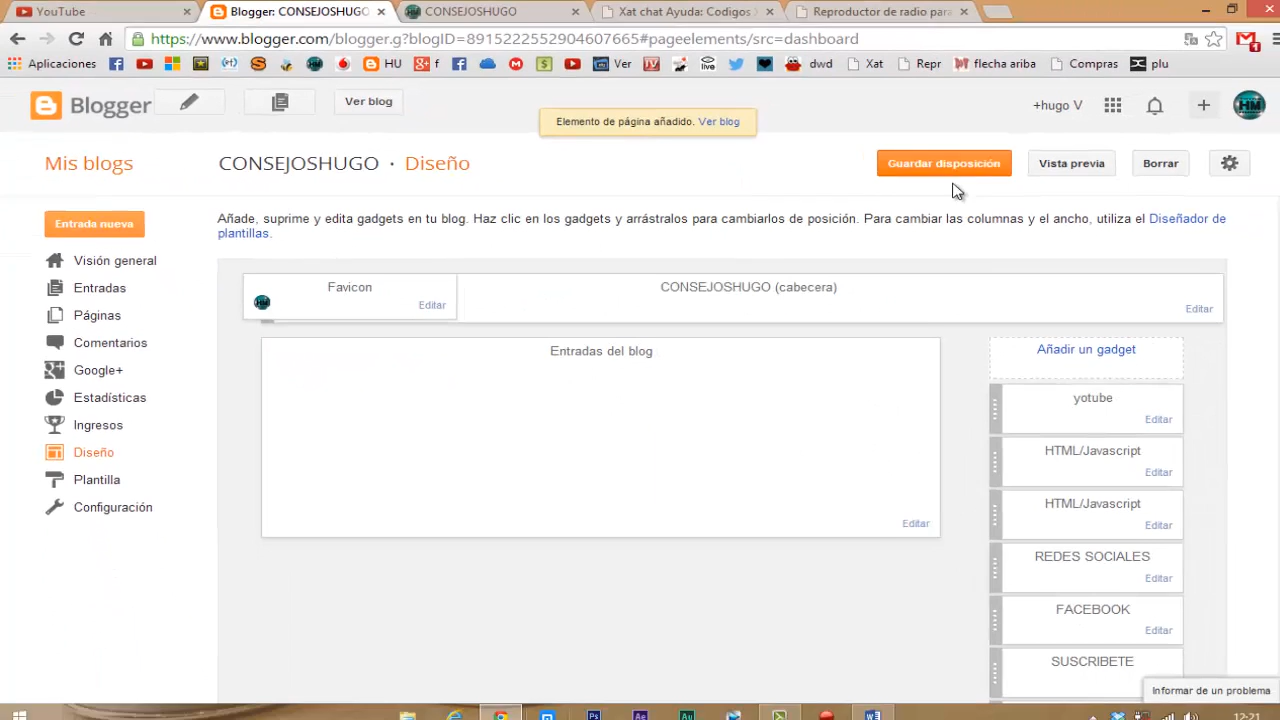 YouTube
Blogger: CONSEJOSHUGO
CONSEJOSHUGO
Xat chat Ayuda: Codigos X
Reproductor de radio para
https://www.blogger.com/blogger.g?blogID=8915222552904607665#pageelements/src=dashboard
1
Aplicaciones
HU
f
Ver
live
dwd
Xat
Repr
flecha ariba
Compras
plu
Blogger
Ver blog
Elemento de página añadido. Ver blog
+hugo V
HM
Mis blogs
CONSEJOSHUGO · Diseño
Guardar disposición
Vista previa
Borrar
Entrada nueva
Añade, suprime y edita gadgets en tu blog. Haz clic en los gadgets y arrástralos para cambiarlos de posición. Para cambiar las columnas y el ancho, utiliza el Diseñador de
plantillas.
Visión general
Entradas
Páginas
Comentarios
Google+
Estadísticas
Ingresos
Diseño
Plantilla
Configuración
Favicon
HM
Editar
CONSEJOSHUGO (cabecera)
Editar
Entradas del blog
Editar
Añadir un gadget
yotube
Editar
HTML/Javascript
Editar
HTML/Javascript
Editar
REDES SOCIALES
Editar
FACEBOOK
Editar
SUSCRIBETE
Informar de un problema
12:21